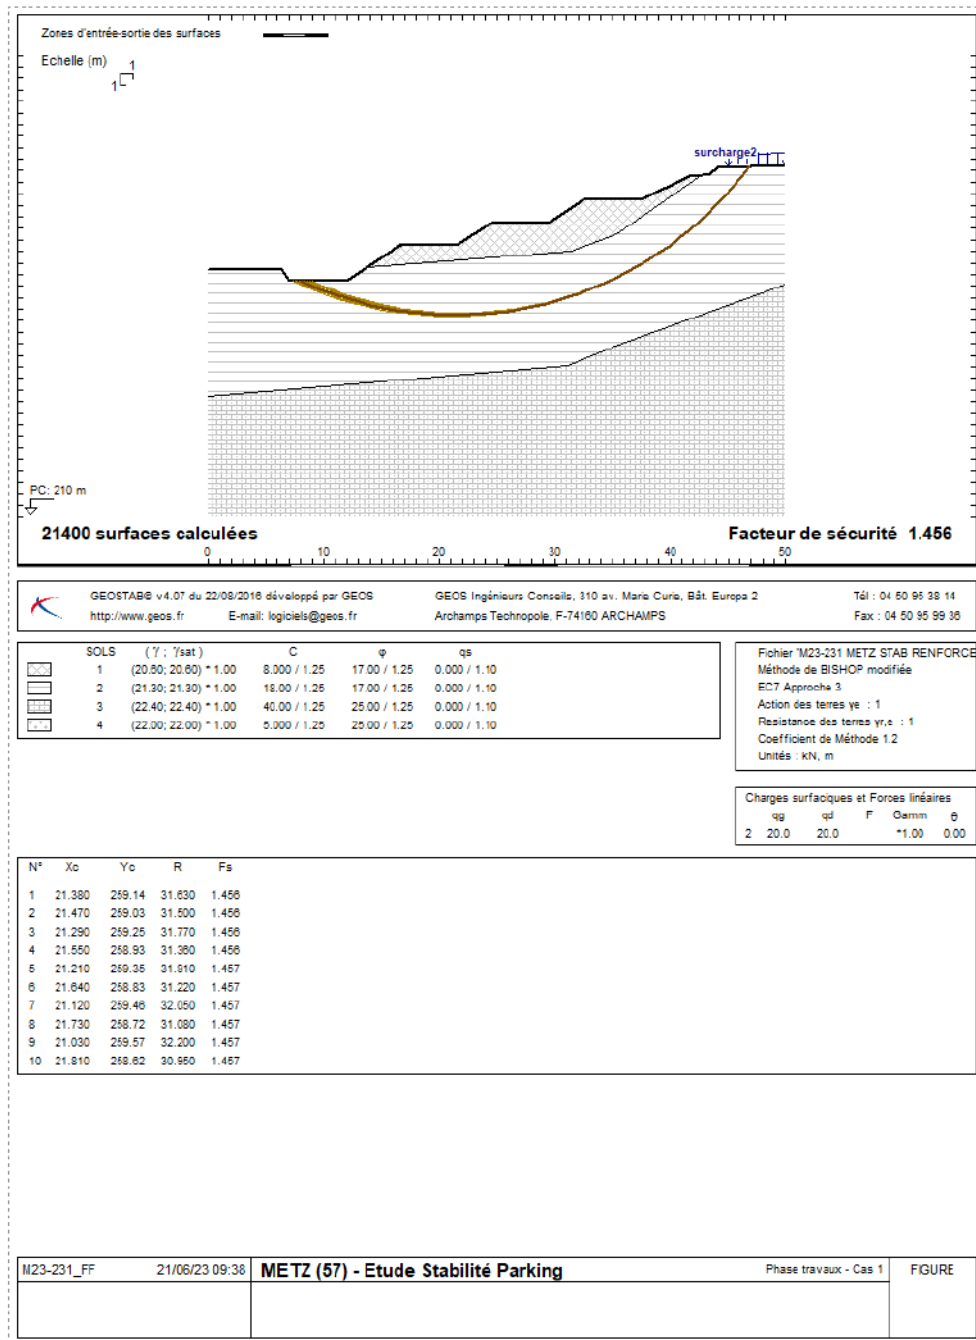 Zones d'entrée-sortie des surfaces
Echelle (m)
1
1
surcharge2
PC: 210 m
21400 surfaces calculées
Facteur de sécurité 1.456
0 10 20 30 40 50
GEOSTAB® v4.07 du 22/08/2016 développé par GEOS
GEOS Ingénieurs Conseils, 310 av. Marie Curie, Bât. Europa 2
Tél : 04 50 95 38 14
http://www.geos.fr E-mail: logiciels@geos.fr
Archamps Technopole, F-74160 ARCHAMPS
Fax : 04 50 95 99 36
SOLS ( γ ; γsat ) C φ qs
1 (20.60; 20.60) * 1.00 8.000 / 1.25 17.00 / 1.25 0.000 / 1.10
2 (21.30; 21.30) * 1.00 18.00 / 1.25 17.00 / 1.25 0.000 / 1.10
3 (22.40; 22.40) * 1.00 40.00 / 1.25 25.00 / 1.25 0.000 / 1.10
4 (22.00; 22.00) * 1.00 5.000 / 1.25 25.00 / 1.25 0.000 / 1.10
Fichier "M23-231 METZ STAB RENFORCE
Méthode de BISHOP modifiée
EC7 Approche 3
Action des terres γe : 1
Resistance des terres γr,e : 1
Coefficient de Méthode 1.2
Unités : kN, m
Charges surfaciques et Forces linéaires
qg qd F Gamm θ
2 20.0 20.0 *1.00 0.00
N° Xc Yc R Fs
1 21.380 259.14 31.630 1.456
2 21.470 259.03 31.500 1.456
3 21.290 259.25 31.770 1.456
4 21.550 258.93 31.360 1.456
5 21.210 259.35 31.910 1.457
6 21.640 258.83 31.220 1.457
7 21.120 259.46 32.050 1.457
8 21.730 258.72 31.080 1.457
9 21.030 259.57 32.200 1.457
10 21.810 258.62 30.950 1.457
M23-231_FF 21/06/23 09:38 METZ (57) - Etude Stabilité Parking Phase travaux - Cas 1 FIGURE